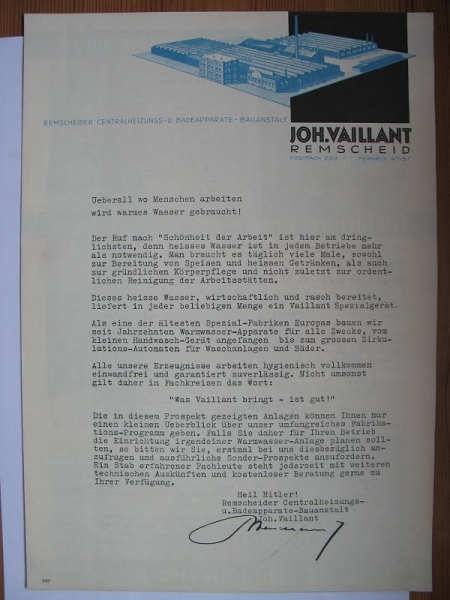 REMSCHEIDER CENTRALHEIZUNGS-U. BADEAPPARATE-BAUANSTALT
JOH.VAILLANT
REMSCHEID
POSTFACH 233 - - FERNRUF 47151
Ueberall wo Menschen arbeiten
wird warmes Wasser gebraucht!
Der Ruf nach "Schönheit der Arbeit" ist hier am dring-
lichsten, denn heisses Wasser ist in jedem Betriebe mehr
als notwendig. Man braucht es täglich viele Male, sowohl
zur Bereitung von Speisen und heissen Getränken, als auch
zur gründlichen Körperpflege und nicht zuletzt zur ordent-
lichen Reinigung der Arbeitsstätten.
Dieses heisse Wasser, wirtschaftlich und rasch bereitet,
liefert in jeder beliebigen Menge ein Vaillant Spezialgerät.
Als eine der ältesten Spezial-Fabriken Europas bauen wir
seit Jahrzehnten Warmwasser-Apparate für alle Zwecke, vom
kleinen Handwasch-Gerät angefangen bis zum grossen Zirku-
lations-Automaten für Waschanlagen und Bäder.
Alle unsere Erzeugnisse arbeiten hygienisch vollkommen
einwandfrei und garantiert zuverlässig. Nicht umsonst
gilt daher in Fachkreisen das Wort:
"Was Vaillant bringt - ist gut!"
Die in diesem Prospekt gezeigten Anlagen können Ihnen nur
einen kleinen Ueberblick über unser umfangreiches Fabrika-
tions-Programm geben. Falls Sie daher für Ihren Betrieb
die Einrichtung irgendeiner Warmwasser-Anlage planen soll-
ten, so bitten wir Sie, erstmal bei uns diesbezüglich an-
zufragen und ausführliche Sonder-Prospekte anzufordern.
Ein Stab erfahrener Fachleute steht jederzeit mit weiteren
technischen Auskünften und kostenloser Beratung gerne zu
Ihrer Verfügung.
Heil Hitler!
Remscheider Centralheizungs-
u.Badeapparate-Bauanstalt
Joh.Vaillant